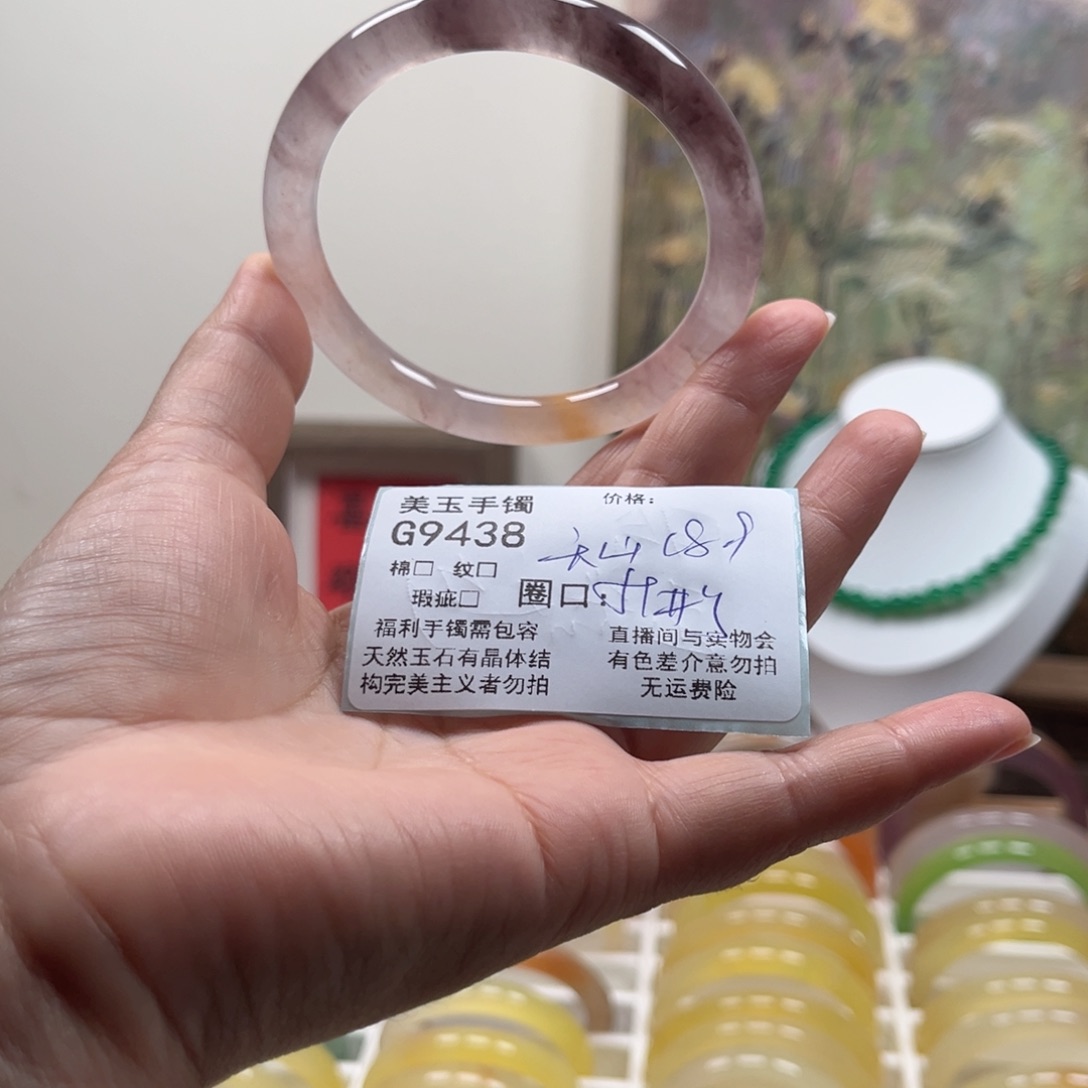 美玉手镯 价格:
G9438
棉□ 纹□
瑕疵□ 圈口:
福利手镯需包容
天然玉石有晶体结
构完美主义者勿拍
直播间与实物会
有色差介意勿拍
无运费险